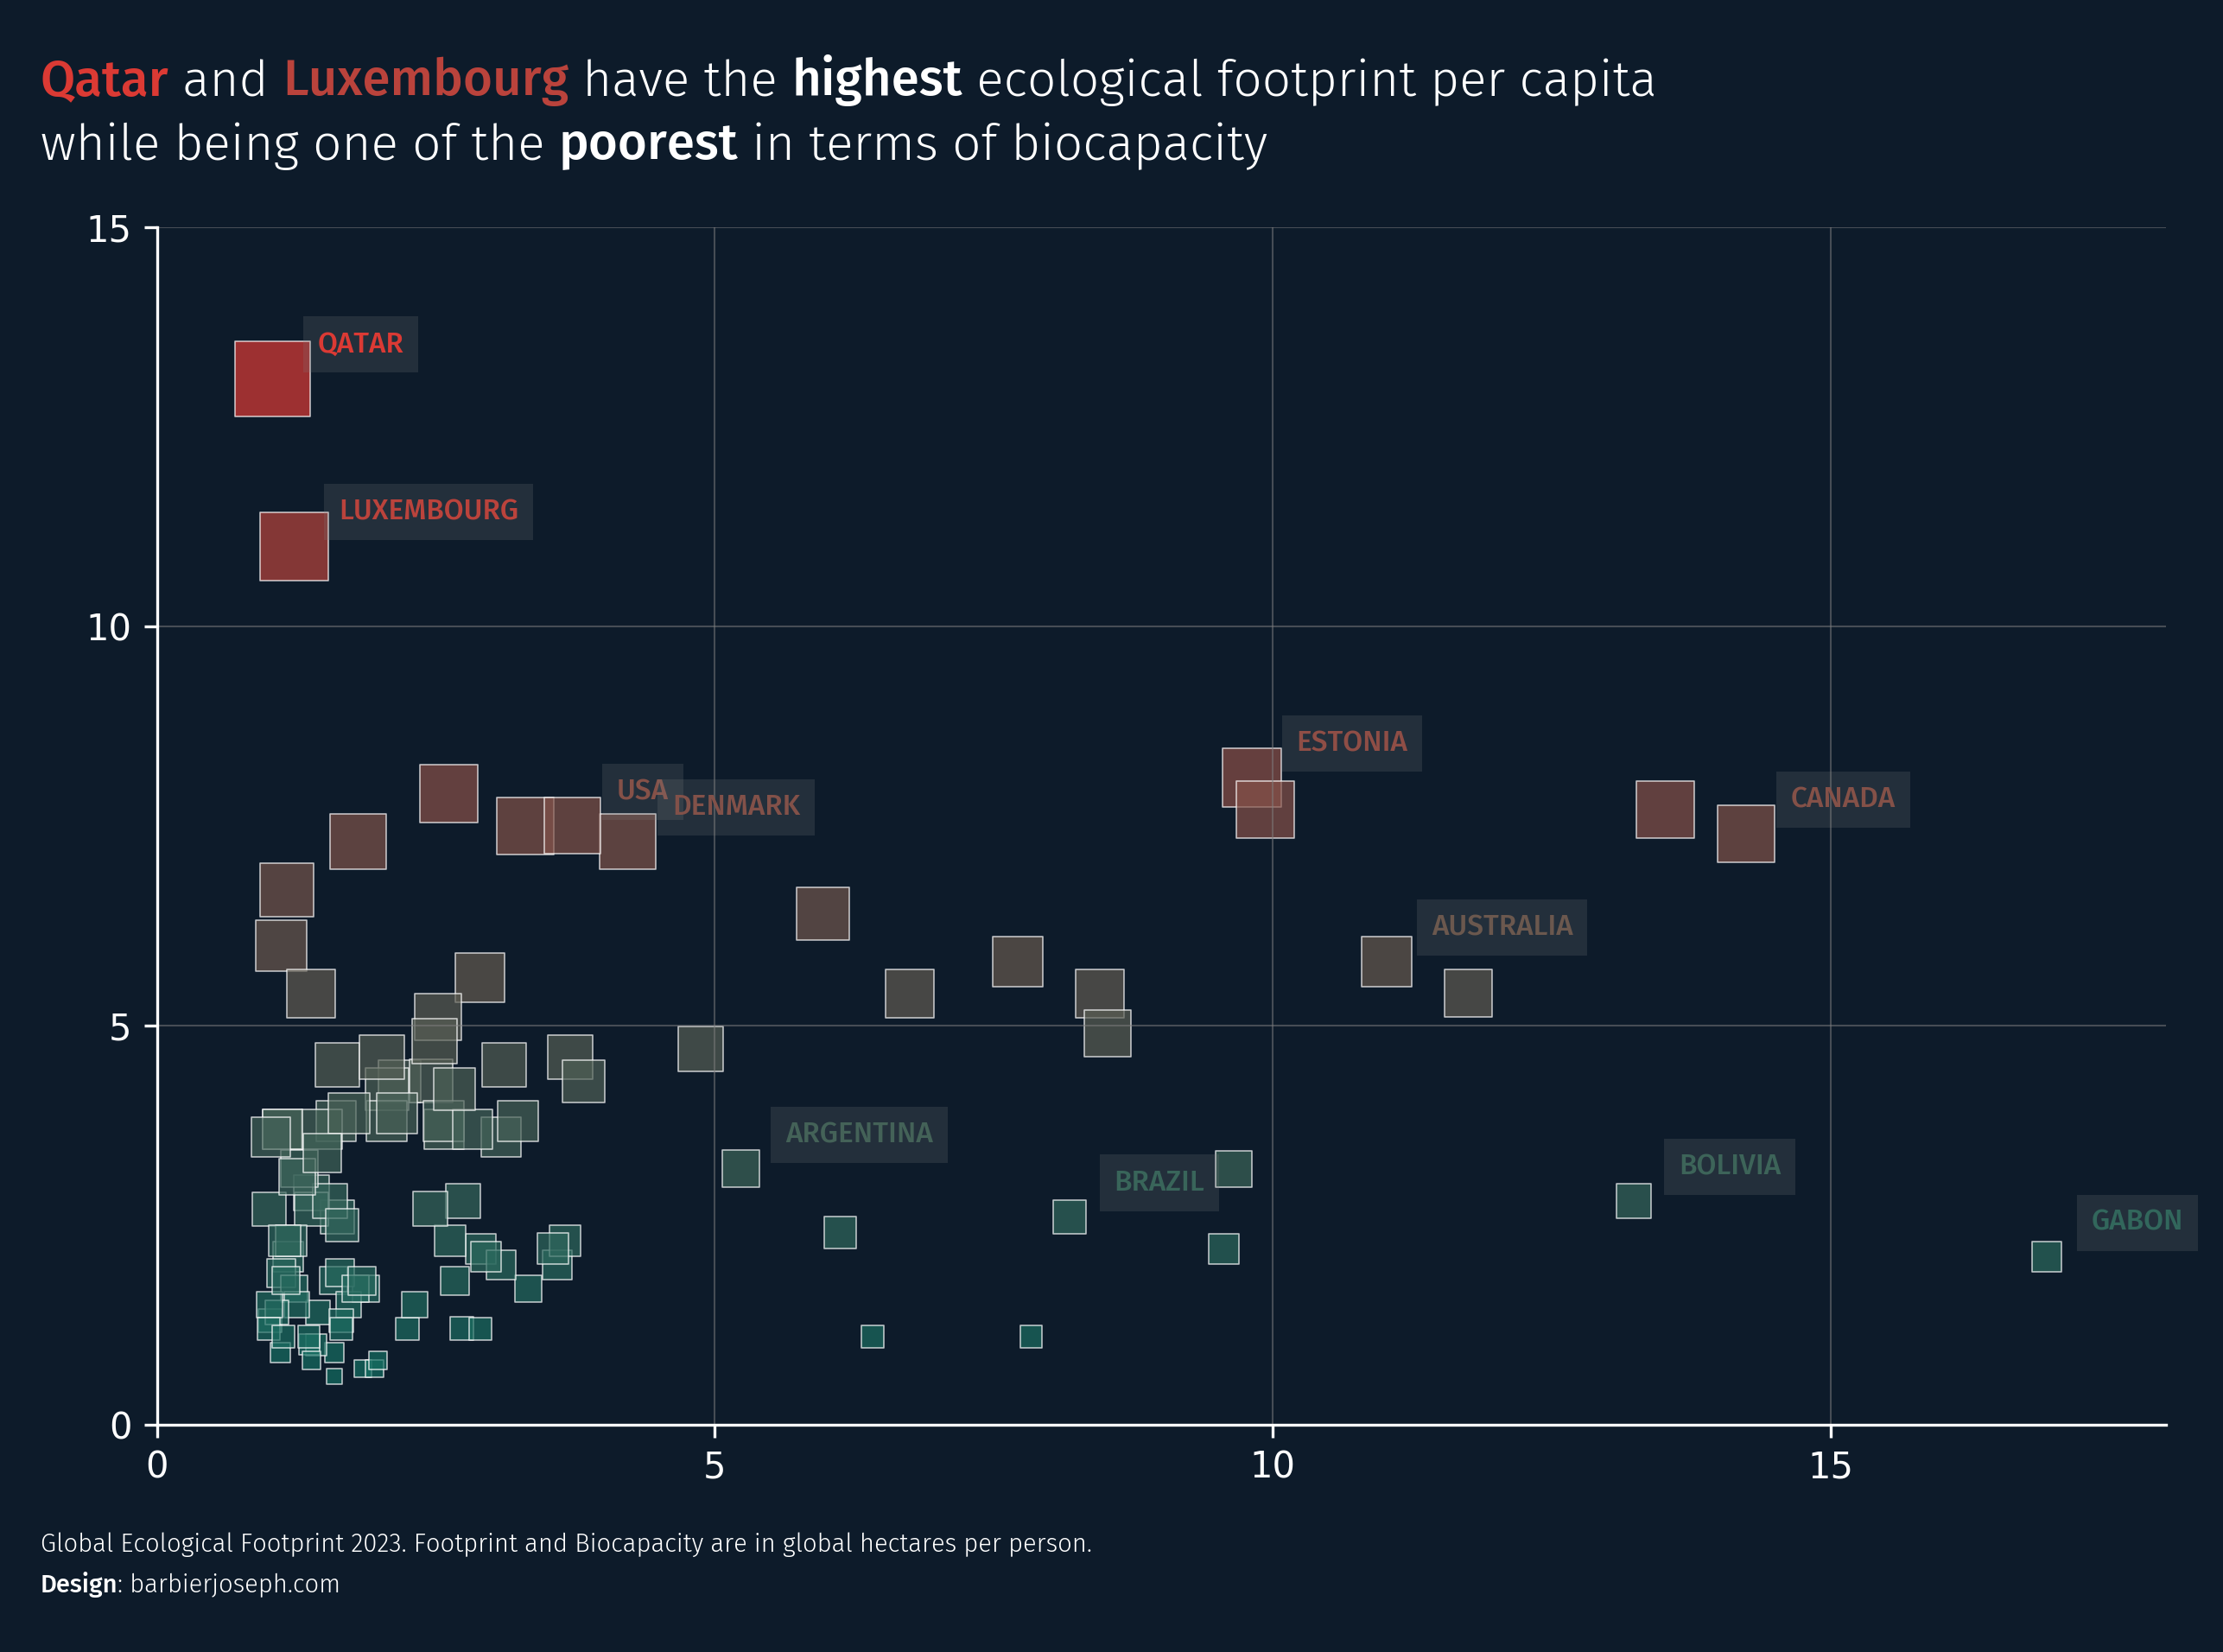 Qatar and Luxembourg have the highest ecological footprint per capita
while being one of the poorest in terms of biocapacity
15
QATAR
LUXEMBOURG
10
ESTONIA
USA
DENMARK
CANADA
AUSTRALIA
5
ARGENTINA
BRAZIL
BOLIVIA
GABON
0
0 5 10 15
Global Ecological Footprint 2023. Footprint and Biocapacity are in global hectares per person.
Design: barbierjoseph.com